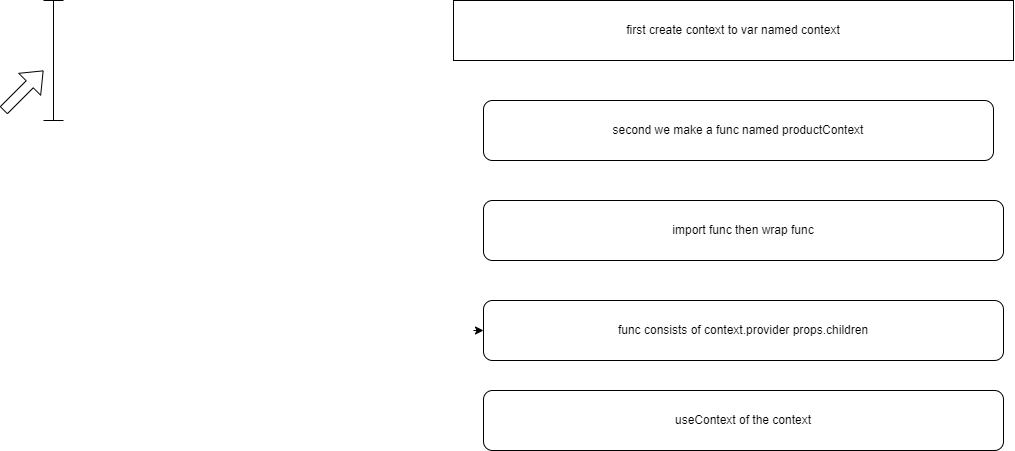 first create context to var named context
second we make a func named productContext
import func then wrap func
func consists of context.provider props.children
useContext of the context